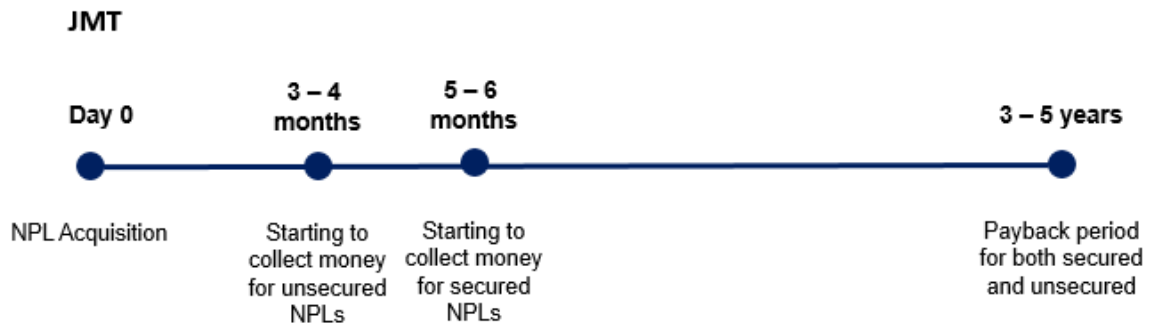 JMT
Day 0
3 – 4
months
5 – 6
months
3 – 5 years
NPL Acquisition
Starting to
collect money
for unsecured
NPLs
Starting to
collect money
for secured
NPLs
Payback period
for both secured
and unsecured